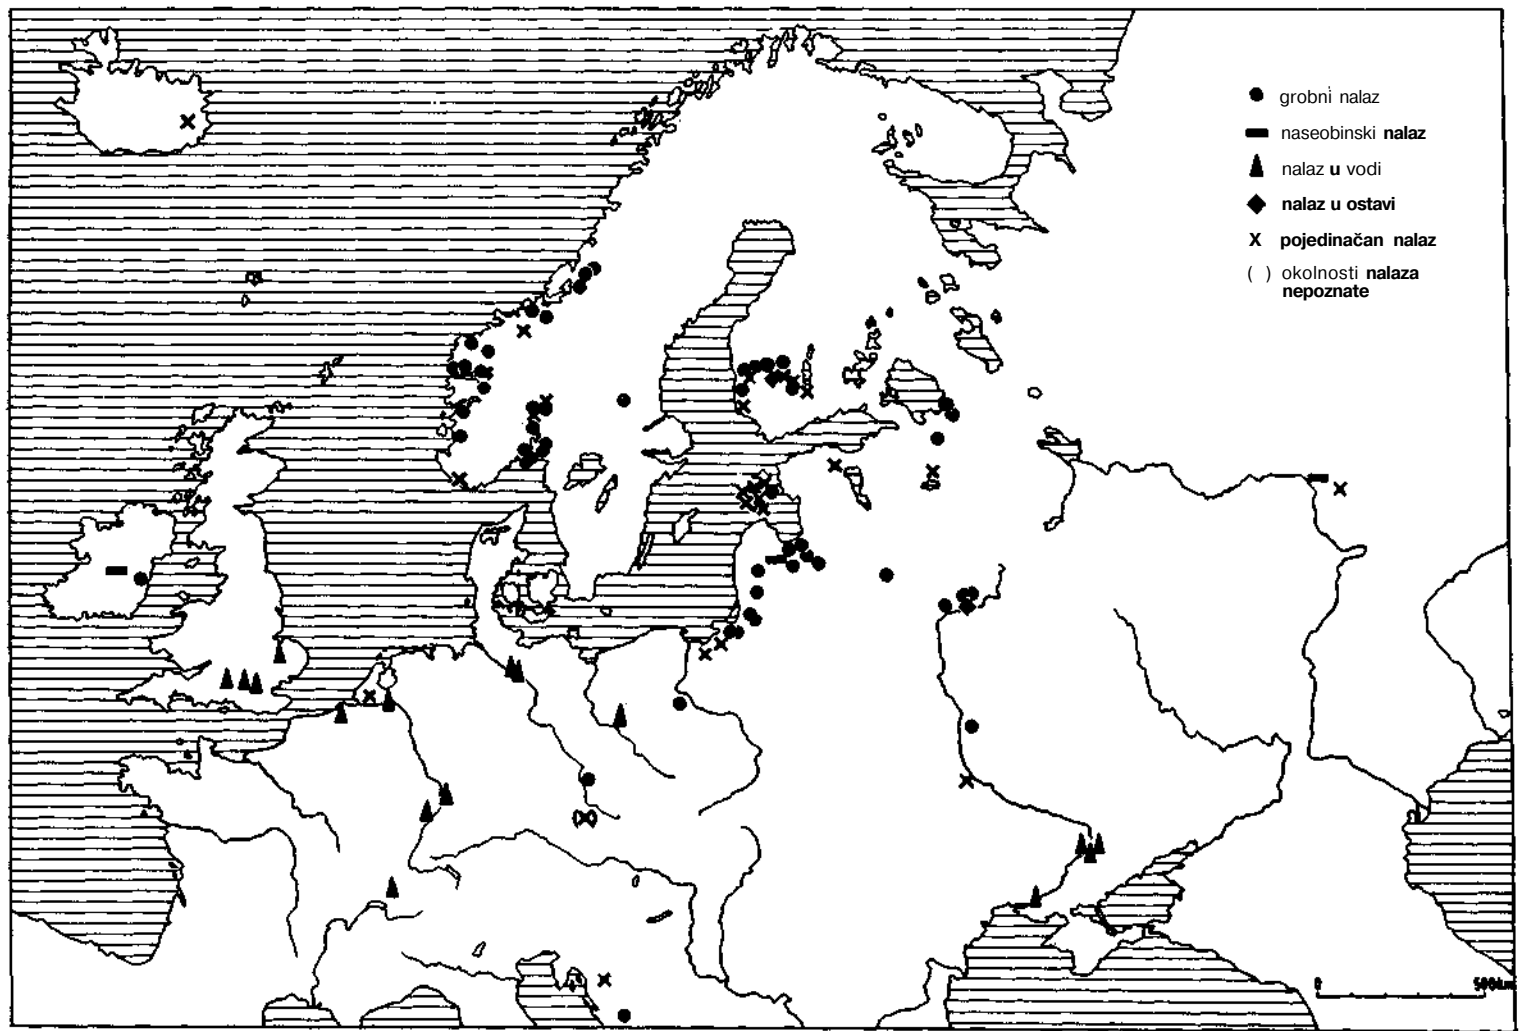 grobni nalaz
naseobinski nalaz
nalaz u vodi
nalaz u ostavi
x pojedinačan nalaz
( ) okolnosti nalaza
nepoznate
0 500km